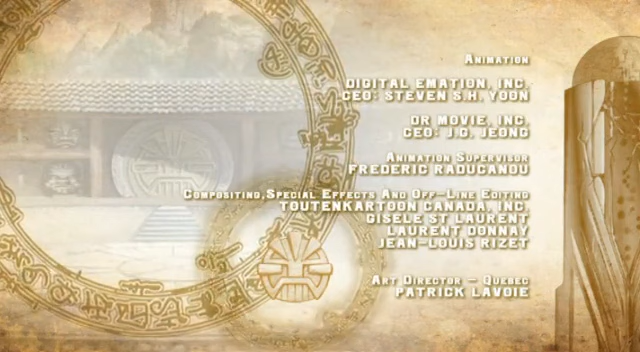 Animation
DIGITAL EMATION, INC.
CEO: STEVEN S.H. YOON
DR MOVIE, INC.
CEO: J.G. JEONG
Animation Supervisor
FREDERIC RADUCANOU
Compositing, Special Effects And Off-Line Editing
TOUTENKARTOON CANADA, INC.
GISELE ST LAURENT
LAURENT DONNAY
JEAN-LOUIS RIZET
Art Director – Quebec
PATRICK LAVOIE